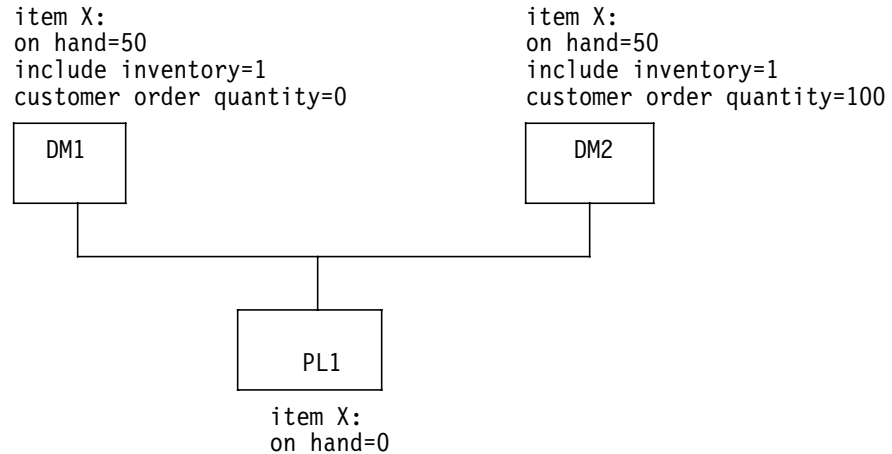 item X:
on hand=50
include inventory=1
customer order quantity=0
item X:
on hand=50
include inventory=1
customer order quantity=100
DM1
DM2
PL1
item X:
on hand=0